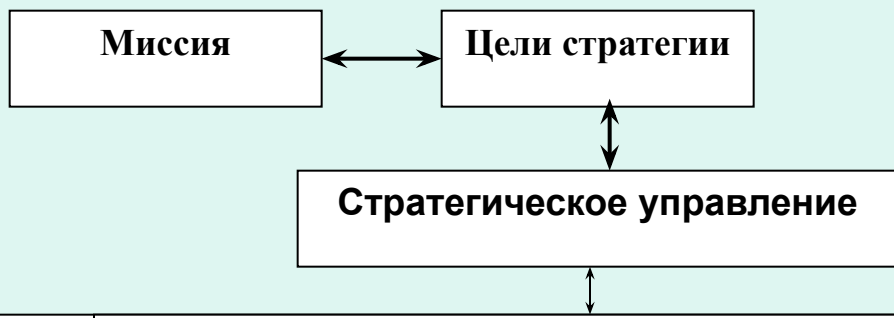 Миссия
Цели стратегии
Стратегическое управление